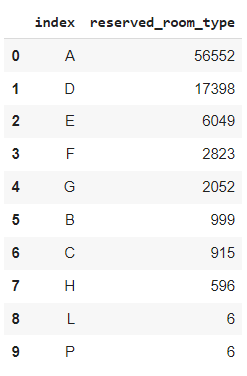 index reserved_room_type
0 A 56552
1 D 17398
2 E 6049
3 F 2823
4 G 2052
5 B 999
6 C 915
7 H 596
8 L 6
9 P 6